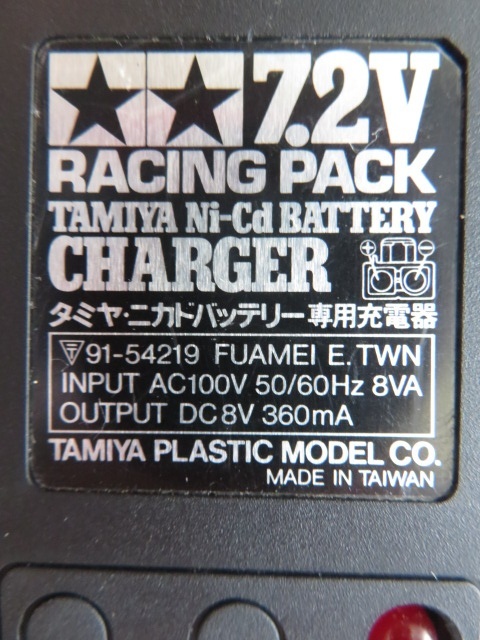 7.2V
RACING PACK
TAMIYA Ni-Cd BATTERY
CHARGER
タミヤ・ニカドバッテリー専用充電器
91-54219 FUAMEI E. TWN
INPUT AC100V 50/60Hz 8VA
OUTPUT DC8V 360mA
TAMIYA PLASTIC MODEL CO.
MADE IN TAIWAN